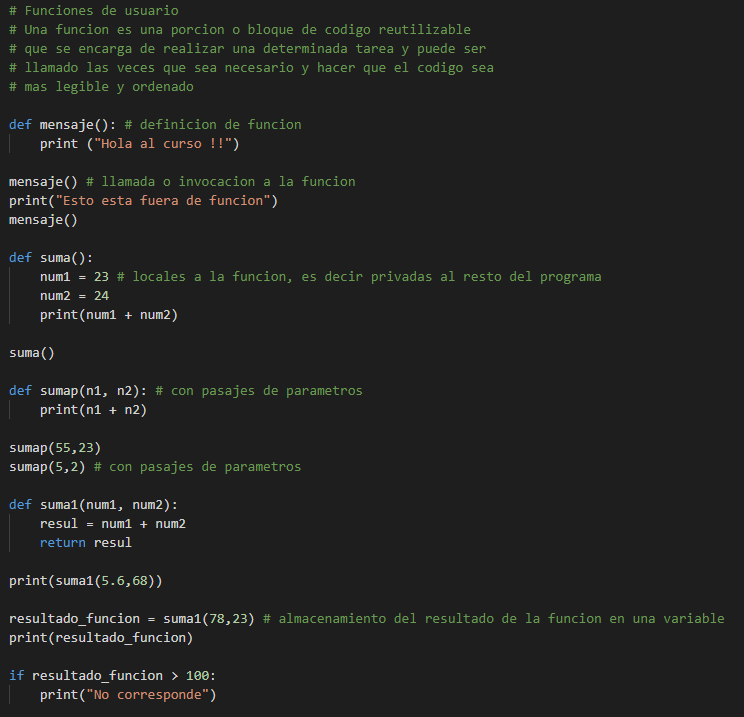 # Funciones de usuario
# Una funcion es una porcion o bloque de codigo reutilizable
# que se encarga de realizar una determinada tarea y puede ser
# llamado las veces que sea necesario y hacer que el codigo sea
# mas legible y ordenado
def mensaje(): # definicion de funcion
    print ("Hola al curso !!")
mensaje() # llamada o invocacion a la funcion
print("Esto esta fuera de funcion")
mensaje()
def suma():
    num1 = 23 # locales a la funcion, es decir privadas al resto del programa
    num2 = 24
    print(num1 + num2)
suma()
def sumap(n1, n2): # con pasajes de parametros
    print(n1 + n2)
sumap(55,23)
sumap(5,2) # con pasajes de parametros
def suma1(num1, num2):
    resul = num1 + num2
    return resul
print(suma1(5.6,68))
resultado_funcion = suma1(78,23) # almacenamiento del resultado de la funcion en una variable
print(resultado_funcion)
if resultado_funcion > 100:
    print("No corresponde")